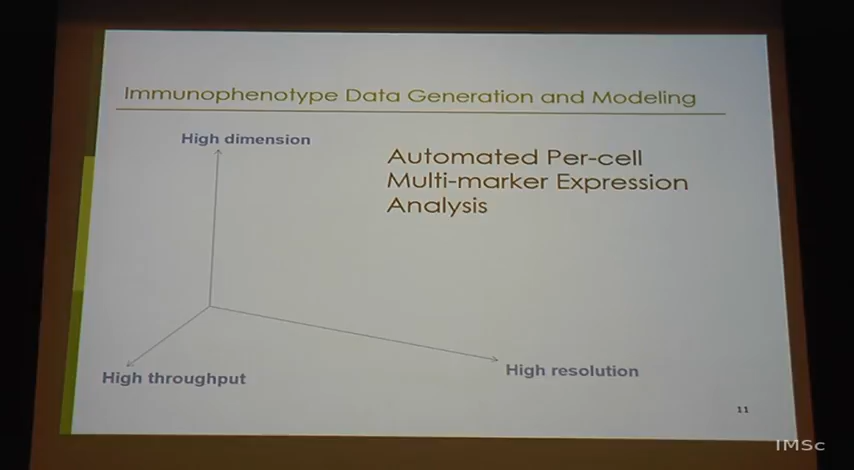 Immunophenotype Data Generation and Modeling
High dimension
Automated Per-cell
Multi-marker Expression
Analysis
High throughput
High resolution
11
IMSc